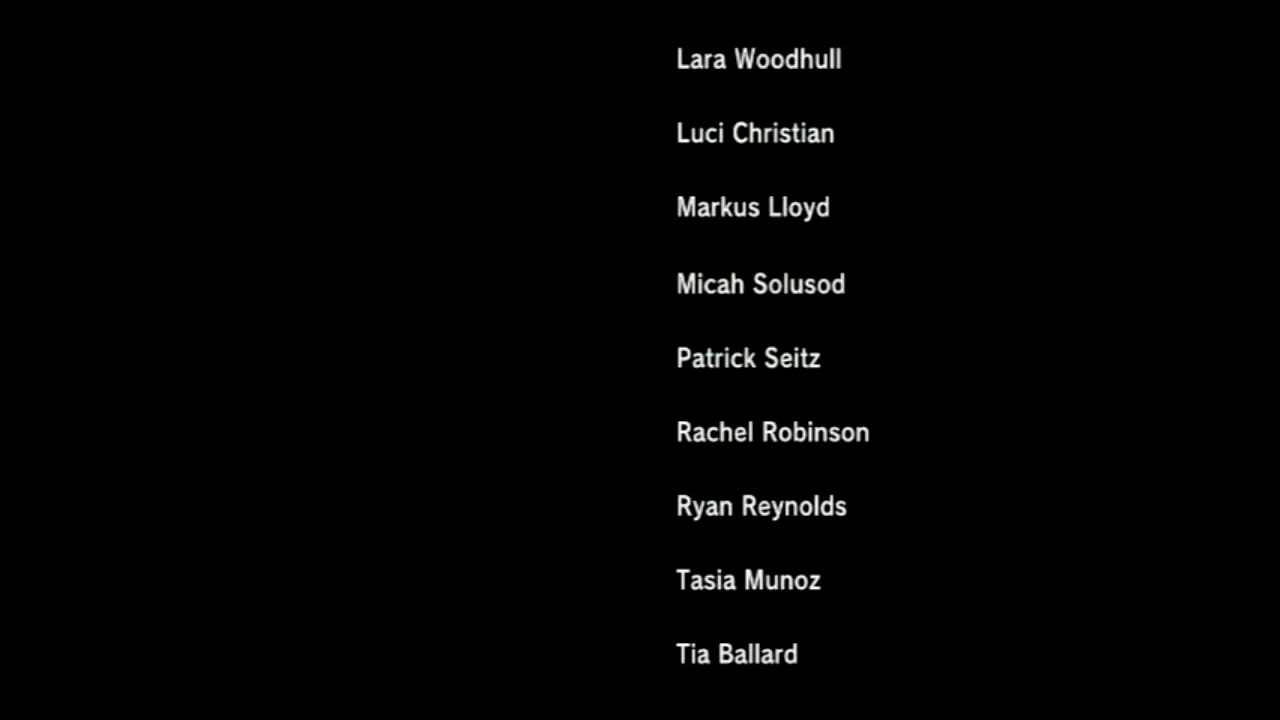 Lara Woodhull
Luci Christian
Markus Lloyd
Micah Solusod
Patrick Seitz
Rachel Robinson
Ryan Reynolds
Tasia Munoz
Tia Ballard